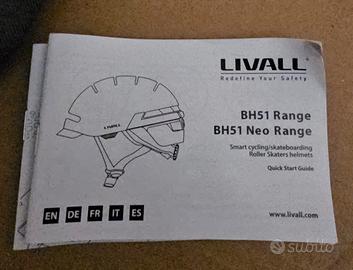 LIVALL
Redefine Your Safety
BH51 Range
BH51 Neo Range
Smart cycling/skateboarding
Roller Skaters helmets
Quick Start Guide
EN DE FR IT ES
www.livall.com
subito